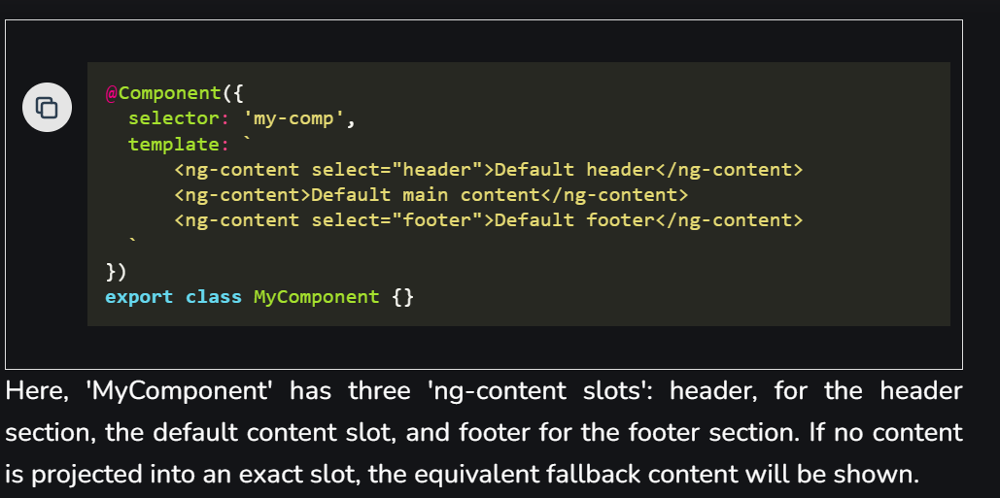 @Component({
  selector: 'my-comp',
  template: `
      <ng-content select="header">Default header</ng-content>
      <ng-content>Default main content</ng-content>
      <ng-content select="footer">Default footer</ng-content>
  `
})
export class MyComponent {}
Here, 'MyComponent' has three 'ng-content slots': header, for the header
section, the default content slot, and footer for the footer section. If no content
is projected into an exact slot, the equivalent fallback content will be shown.